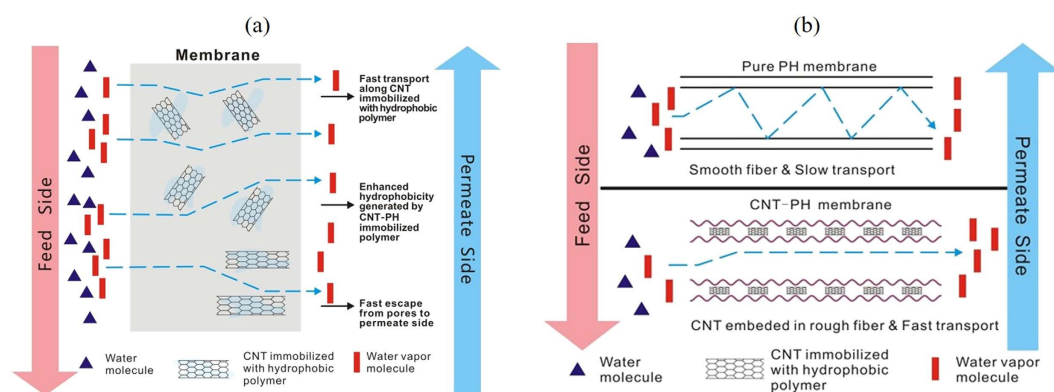 (a)
Membrane
Feed Side
Fast transport
along CNT
immobilized
with hydrophobic
polymer
Enhanced
hydrophobicity
generated by
CNT-PH
immobilized
polymer
Fast escape
from pores to
permeate side
Permeate Side
Water
molecule
CNT immobilized
with hydrophobic
polymer
Water vapor
molecule
(b)
Feed Side
Pure PH membrane
Smooth fiber & Slow transport
CNT-PH membrane
CNT embeded in rough fiber & Fast transport
Permeate Side
Water
molecule
CNT immobilized
with hydrophobic
polymer
Water vapor
molecule